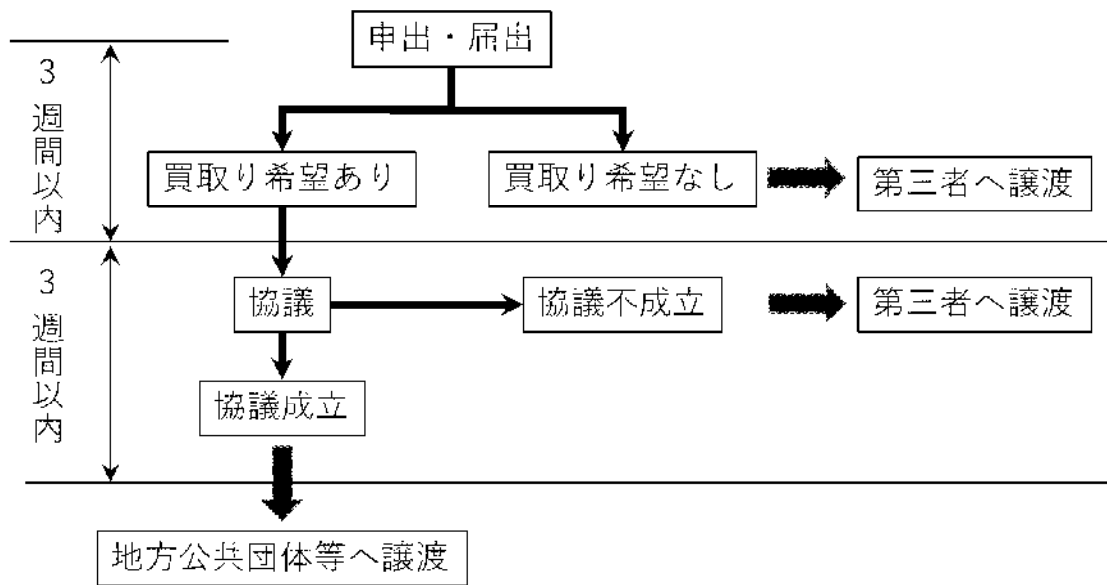 申出・届出
3週間以内
買取り希望あり
買取り希望なし
第三者へ譲渡
3週間以内
協議
協議不成立
第三者へ譲渡
協議成立
地方公共団体等へ譲渡